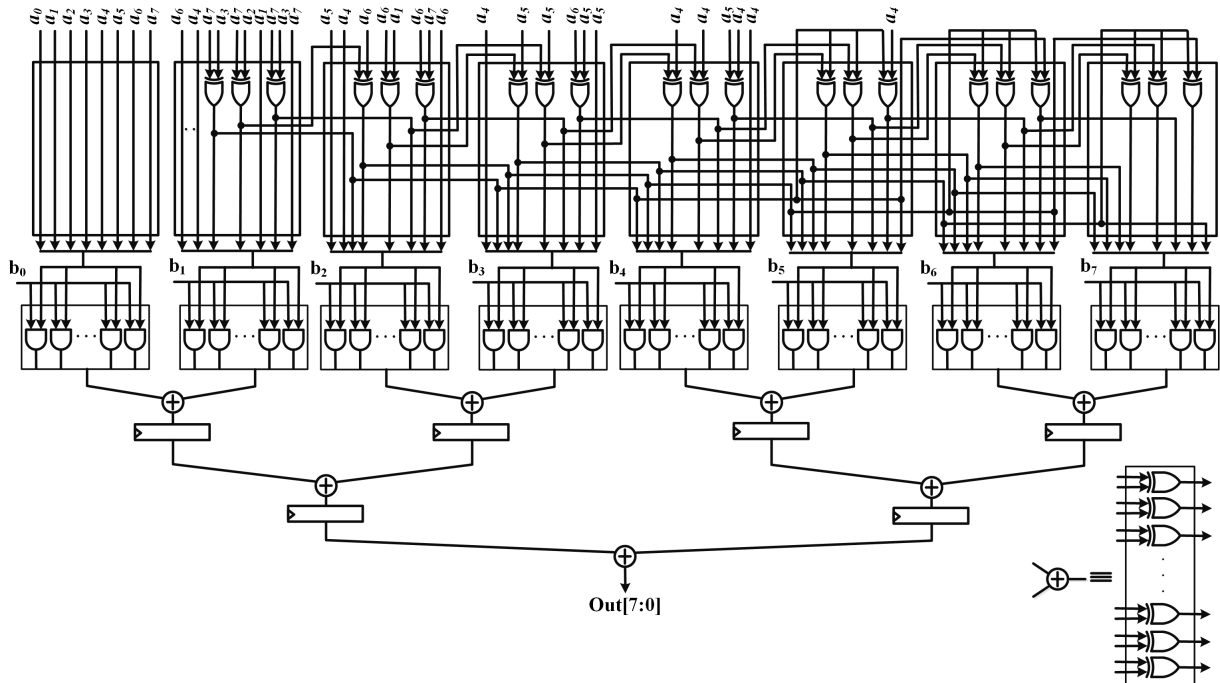 a₀ a₁ a₂ a₃ a₄ a₅ a₆ a₇ a₆ a₄ a₇ a₃ a₇ a₂ a₁ a₇ a₃ a₇ a₅ a₄ a₆ a₆ a₁ a₆ a₇ a₆ a₄ a₅ a₅ a₆ a₅ a₅ a₄ a₄ a₅ a₄ a₄ a₄
b₀ b₁ b₂ b₃ b₄ b₅ b₆ b₇
Out[7:0]